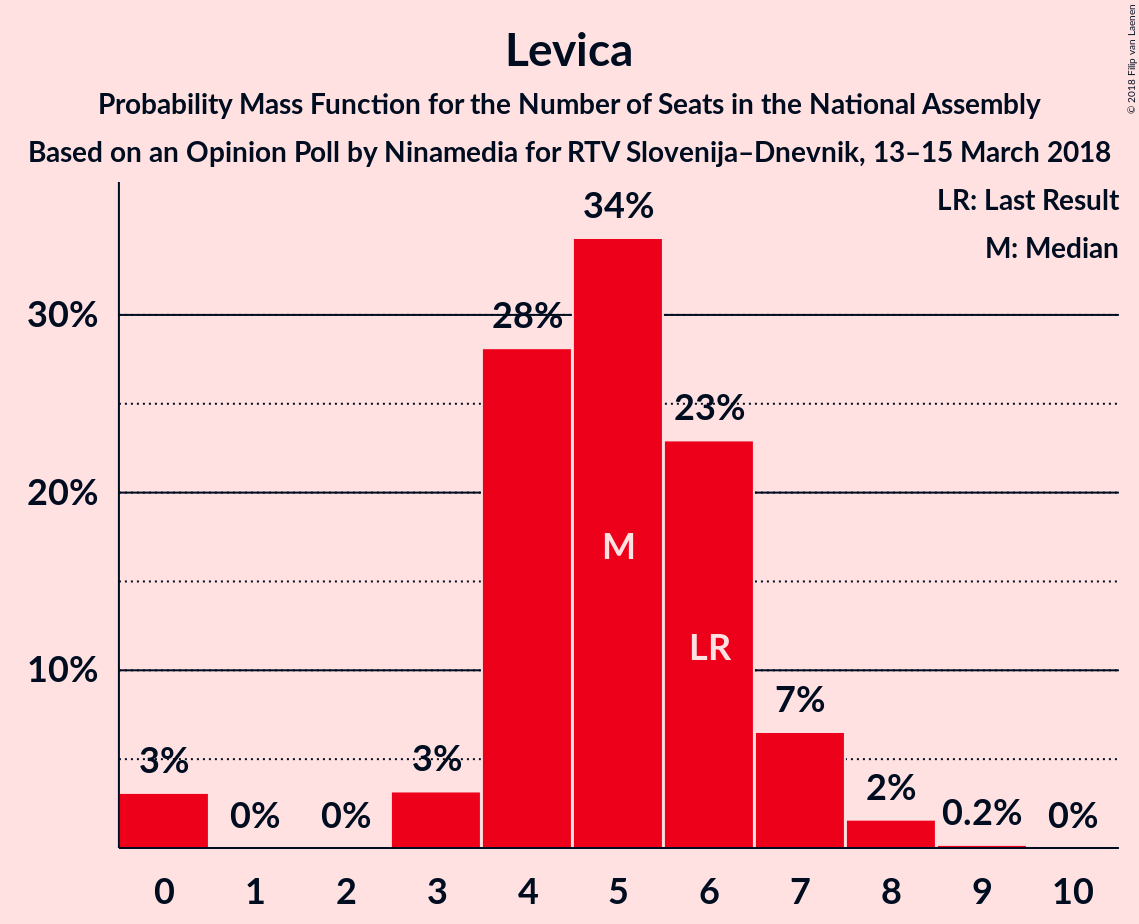 Levica
Probability Mass Function for the Number of Seats in the National Assembly
Based on an Opinion Poll by Ninamedia for RTV Slovenija–Dnevnik, 13–15 March 2018
© 2018 Filip van Laenen
LR: Last Result
M: Median
34%
30%
28%
23%
20%
M
LR
10%
7%
3%
3%
2%
0%
0%
0.2%
0%
0 1 2 3 4 5 6 7 8 9 10